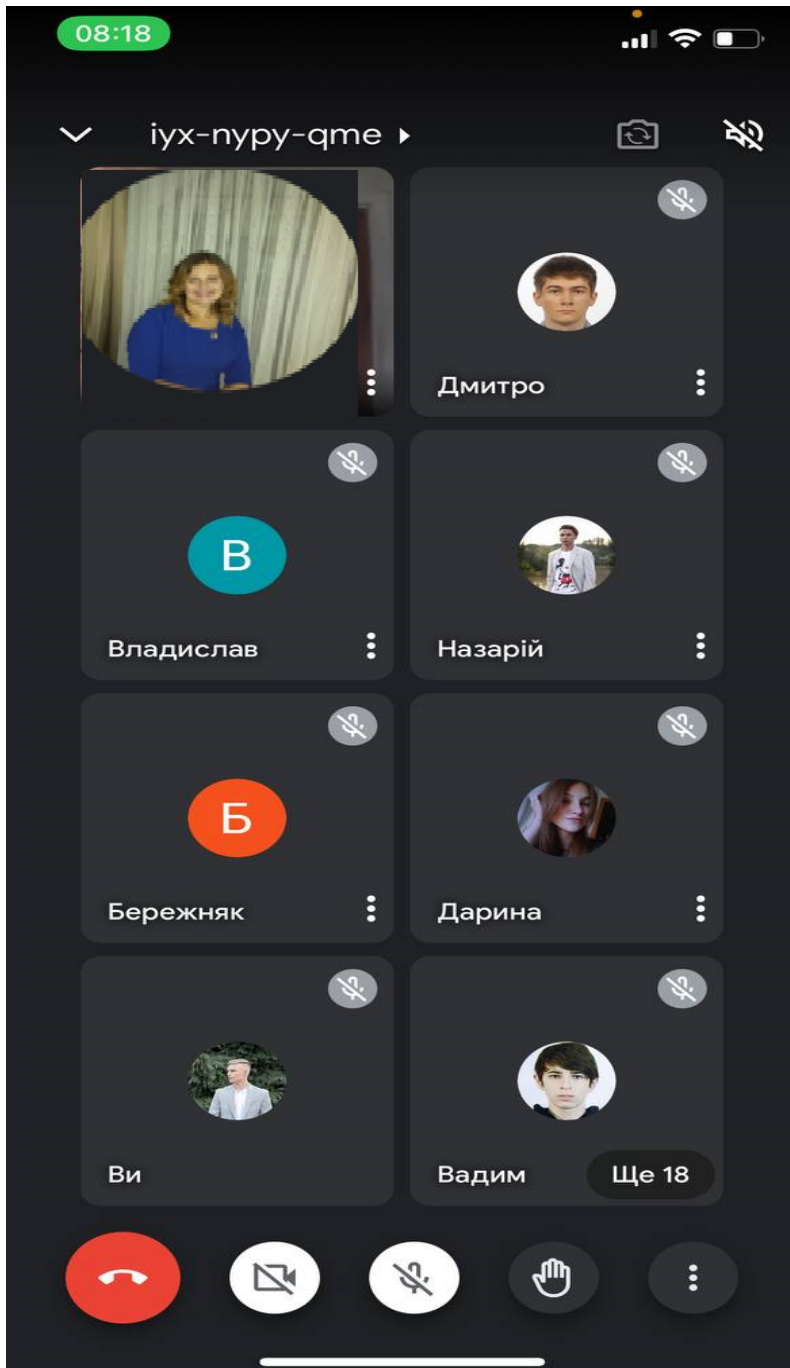 08:18
iyx-nypy-qme
Дмитро
В
Владислав
Назарій
Б
Бережняк
Дарина
Ви
Вадим
Ще 18